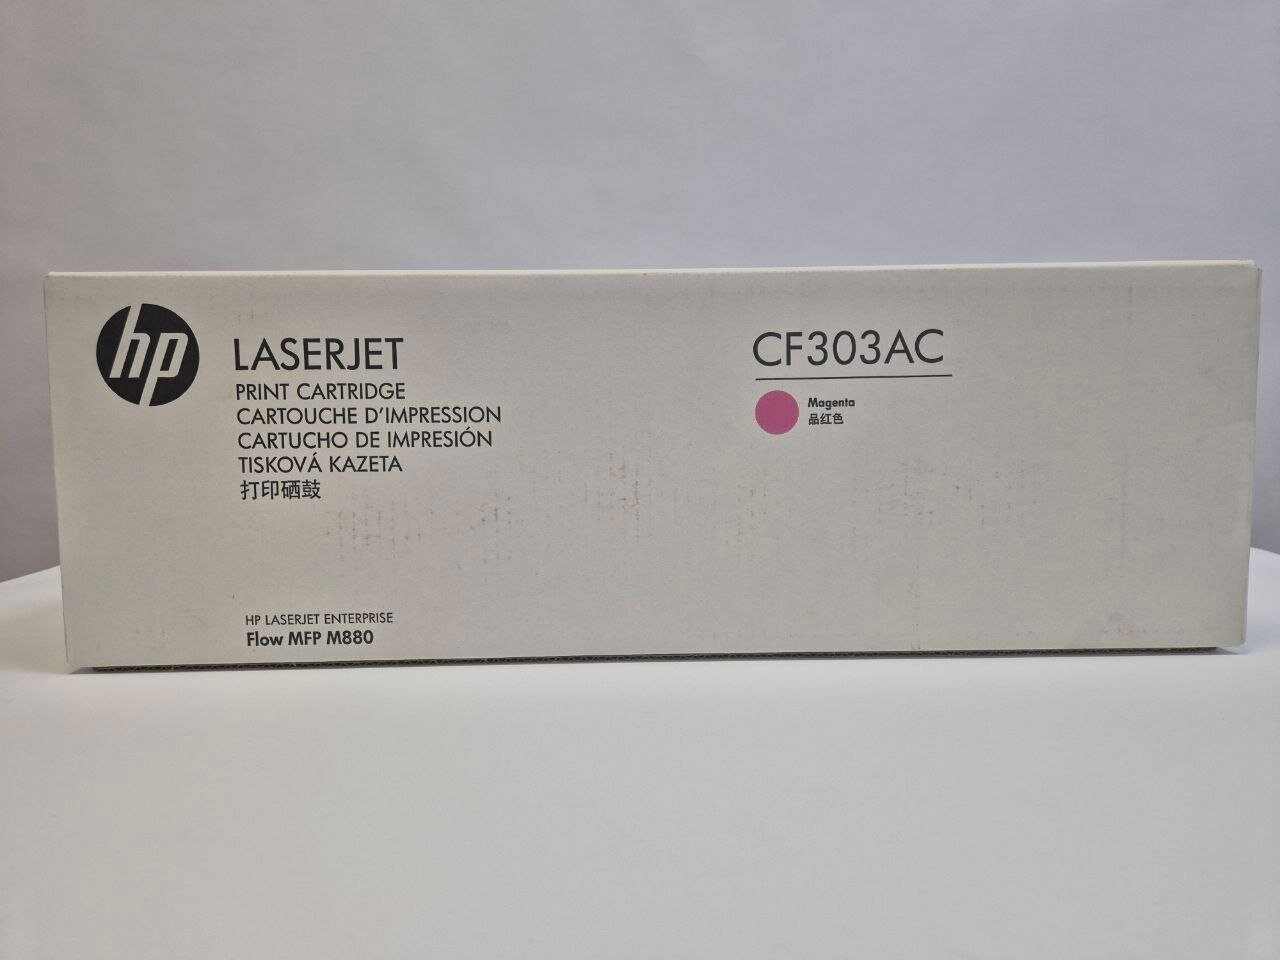 hp
LASERJET
PRINT CARTRIDGE
CARTOUCHE D'IMPRESSION
CARTUCHO DE IMPRESIÓN
TISKOVÁ KAZETA
打印硒鼓
HP LASERJET ENTERPRISE
Flow MFP M880
CF303AC
Magenta
品红色